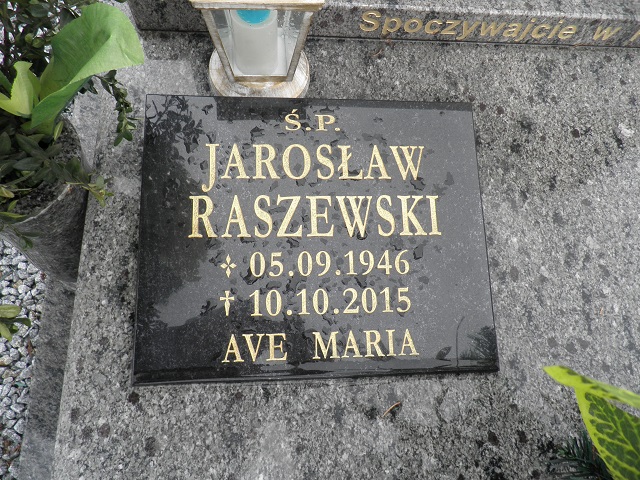 Spoczywajcie w
Ś.P.
JAROSŁAW
RASZEWSKI
05.09.1946
† 10.10.2015
AVE MARIA